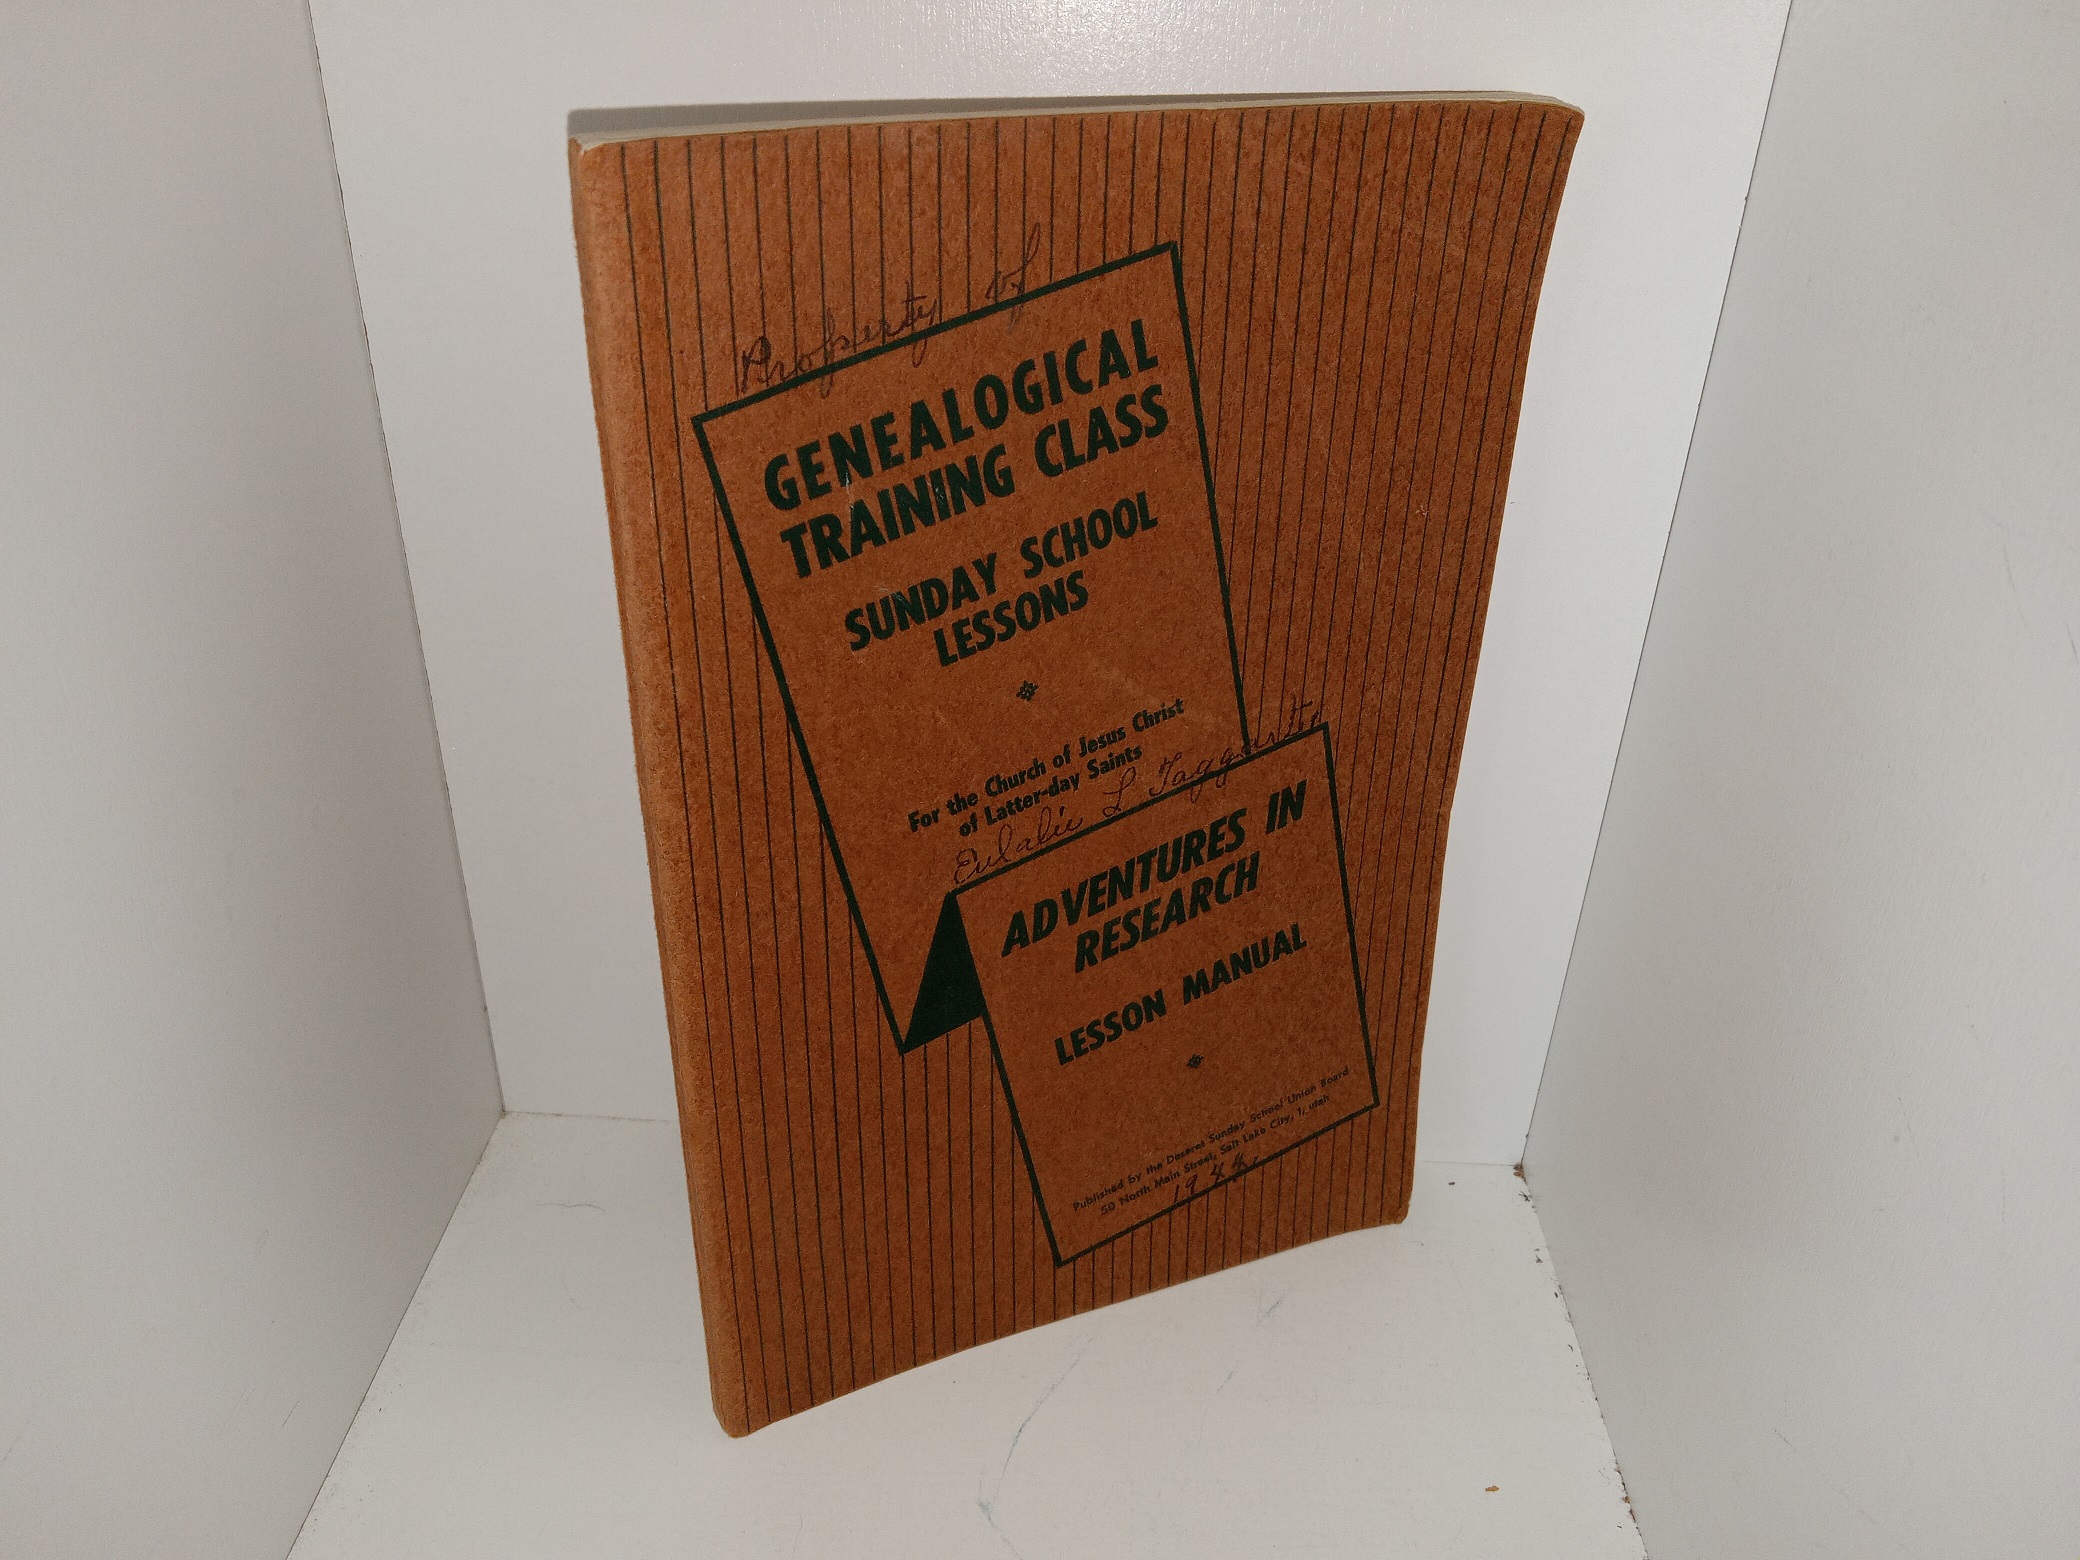 Property of
GENEALOGICAL
TRAINING CLASS
SUNDAY SCHOOL
LESSONS
For the Church of Jesus Christ
of Latter-day Saints
Eulalie L Taggart
ADVENTURES IN
RESEARCH
LESSON MANUAL
Published by the Deseret Sunday School Union Board
50 North Main Street, Salt Lake City, 1, Utah
1944